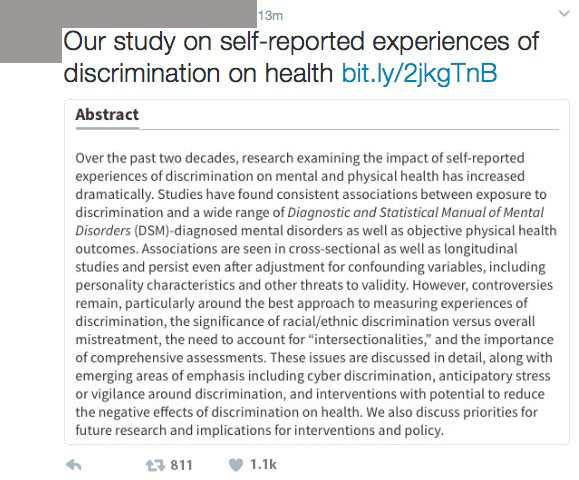 13m
Our study on self-reported experiences of
discrimination on health bit.ly/2jkgTnB
Abstract
Over the past two decades, research examining the impact of self-reported
experiences of discrimination on mental and physical health has increased
dramatically. Studies have found consistent associations between exposure to
discrimination and a wide range of Diagnostic and Statistical Manual of Mental
Disorders (DSM)-diagnosed mental disorders as well as objective physical health
outcomes. Associations are seen in cross-sectional as well as longitudinal
studies and persist even after adjustment for confounding variables, including
personality characteristics and other threats to validity. However, controversies
remain, particularly around the best approach to measuring experiences of
discrimination, the significance of racial/ethnic discrimination versus overall
mistreatment, the need to account for “intersectionalities,” and the importance
of comprehensive assessments. These issues are discussed in detail, along with
emerging areas of emphasis including cyber discrimination, anticipatory stress
or vigilance around discrimination, and interventions with potential to reduce
the negative effects of discrimination on health. We also discuss priorities for
future research and implications for interventions and policy.
811 1.1k